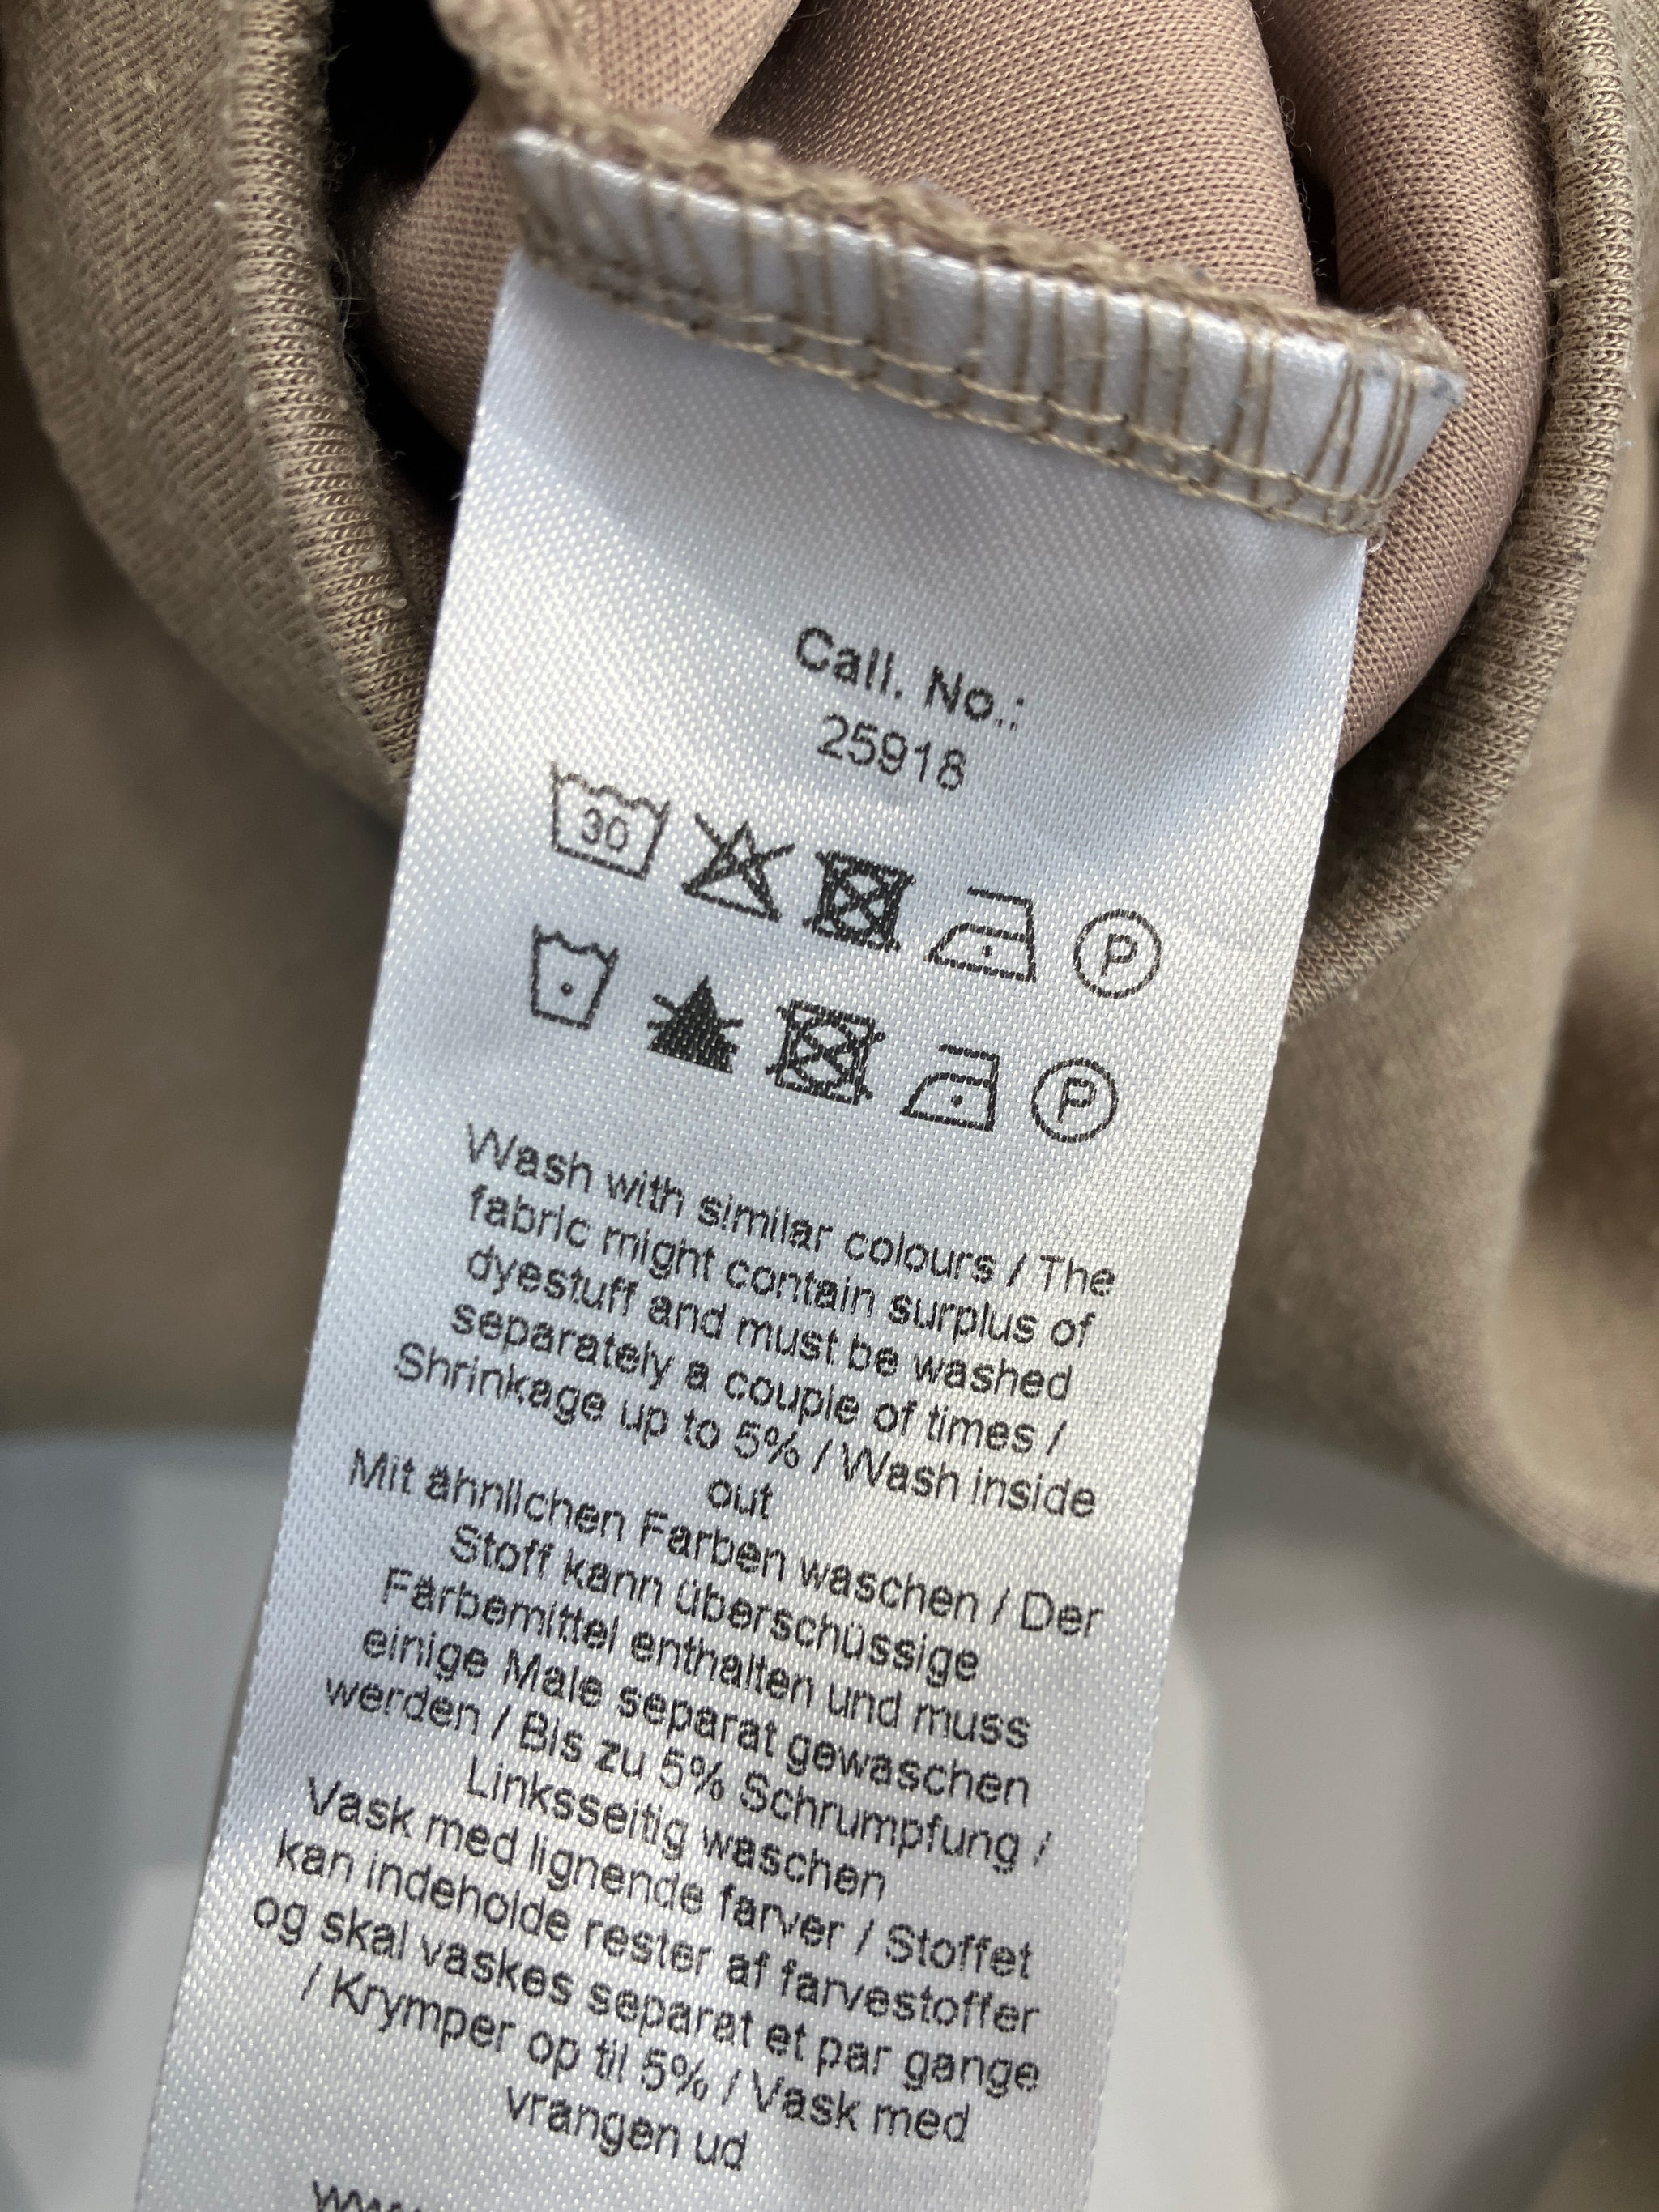 Call. No.:
25918
30 P
P
Wash with similar colours / The
fabric might contain surplus of
dyestuff and must be washed
separately a couple of times /
Shrinkage up to 5% / Wash inside
out
Mit ähnlichen Farben waschen / Der
Stoff kann überschüssige
Färbemittel enthalten und muss
einige Male separat gewaschen
werden / Bis zu 5% Schrumpfung /
Linksseitig waschen
Vask med lignende farver / Stoffet
kan indeholde rester af farvestoffer
og skal vaskes separat et par gange
/ Krymper op til 5% / Vask med
vrangen ud